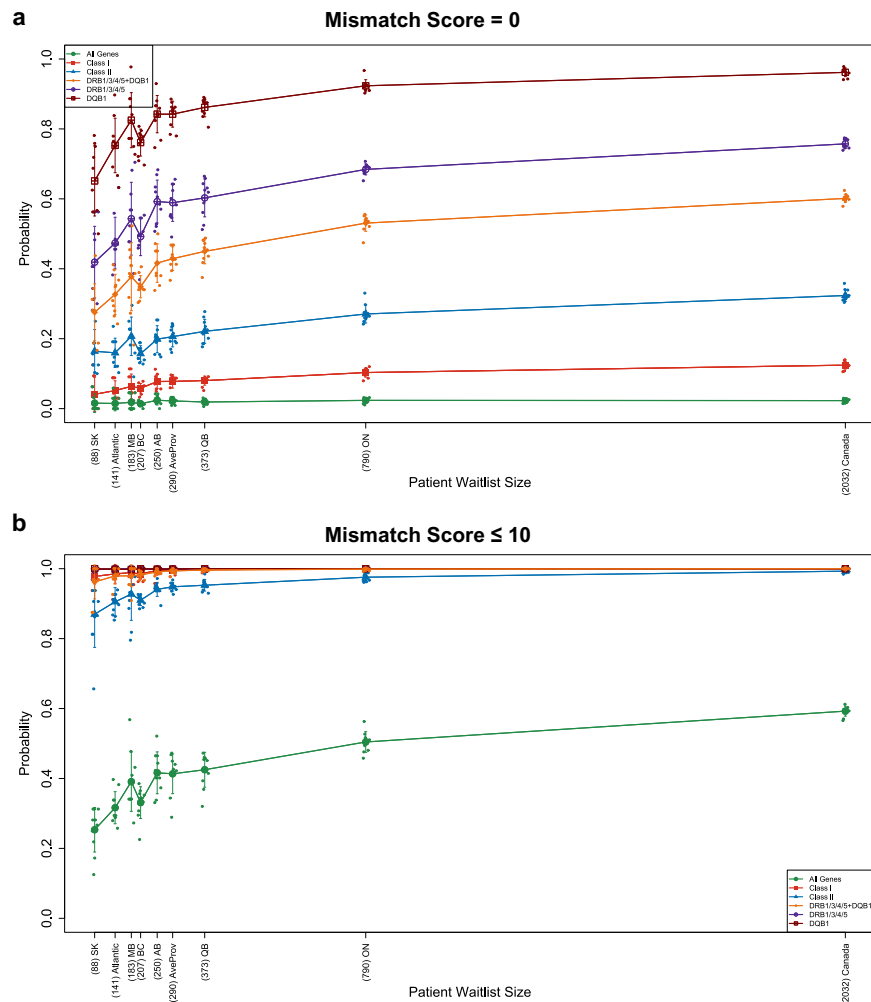 a
Mismatch Score = 0
All Genes
Class I
Class II
DRB1/3/4/5+DQB1
DRB1/3/4/5
DQB1
Probability
1.0
0.8
0.6
0.4
0.2
0.0
(88) SK
(141) Atlantic
(183) MB
(207) BC
(250) AB
(290) AveProv
(373) QB
(790) ON
(2032) Canada
Patient Waitlist Size
b
Mismatch Score ≤ 10
Probability
1.0
0.8
0.6
0.4
0.2
0.0
All Genes
Class I
Class II
DRB1/3/4/5+DQB1
DRB1/3/4/5
DQB1
(88) SK
(141) Atlantic
(183) MB
(207) BC
(250) AB
(290) AveProv
(373) QB
(790) ON
(2032) Canada
Patient Waitlist Size